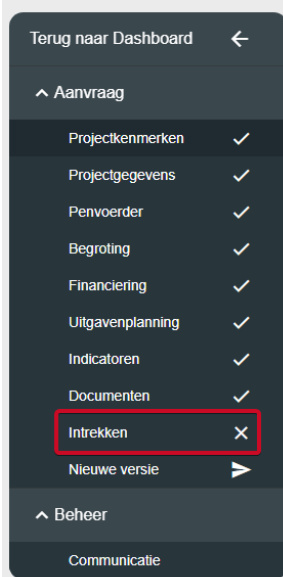 Terug naar Dashboard
Aanvraag
Projectkenmerken
Projectgegevens
Penvoerder
Begroting
Financiering
Uitgavenplanning
Indicatoren
Documenten
Intrekken
Nieuwe versie
Beheer
Communicatie